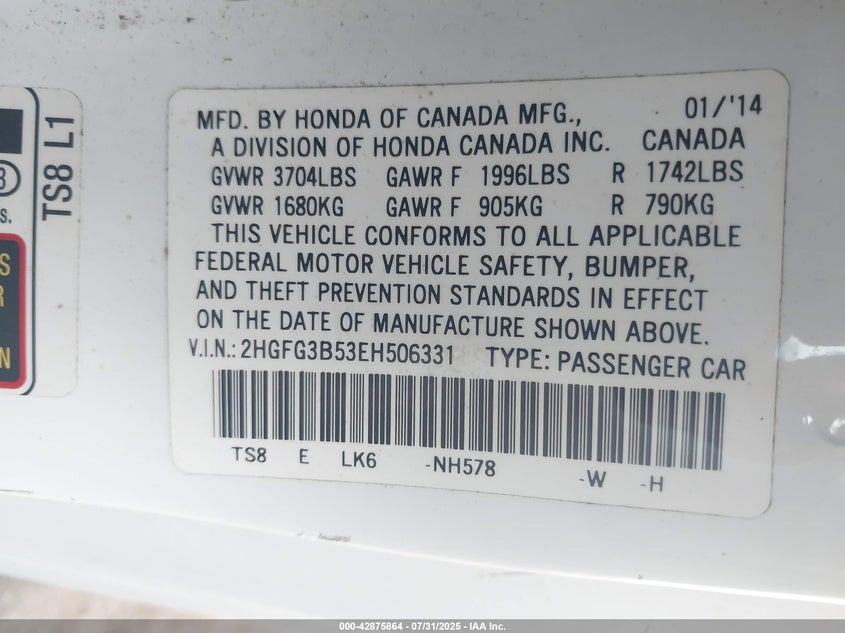 MFD. BY HONDA OF CANADA MFG., 01/'14
A DIVISION OF HONDA CANADA INC. CANADA
GVWR 3704LBS GAWR F 1996LBS R 1742LBS
GVWR 1680KG GAWR F 905KG R 790KG
THIS VEHICLE CONFORMS TO ALL APPLICABLE
FEDERAL MOTOR VEHICLE SAFETY, BUMPER,
AND THEFT PREVENTION STANDARDS IN EFFECT
ON THE DATE OF MANUFACTURE SHOWN ABOVE.
V.I.N.: 2HGFG3B53EH506331 TYPE: PASSENGER CAR
TS8 E LK6 -NH578 -W -H
TS8 L1
000-42875864 / 07/31/2025 - IAA Inc.